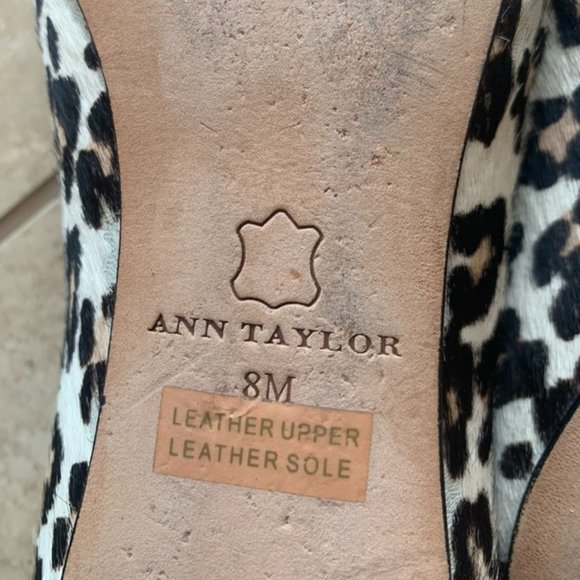 ANN TAYLOR
8M
LEATHER UPPER
LEATHER SOLE